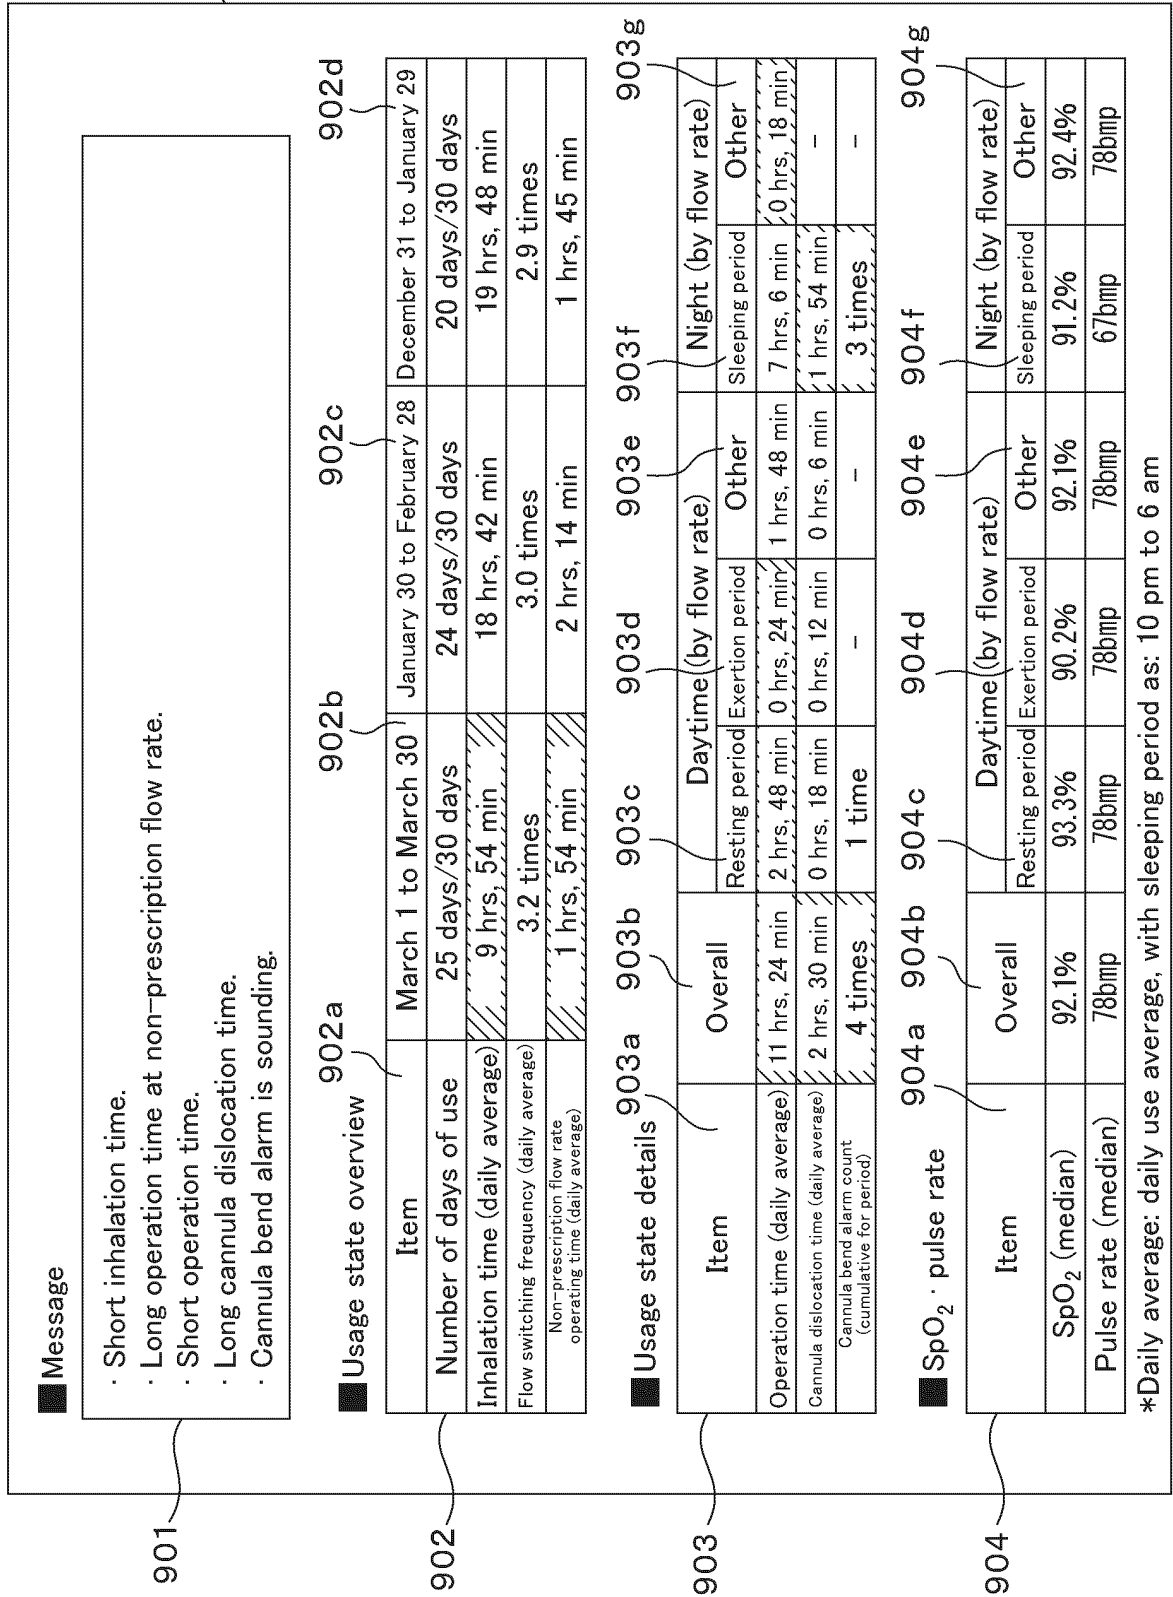 ■Message
901
· Short inhalation time.
· Long operation time at non-prescription flow rate.
· Short operation time.
· Long cannula dislocation time.
· Cannula bend alarm is sounding.
■Usage state overview
902a 902b 902c 902d
902
Item March 1 to March 30 January 30 to February 28 December 31 to January 29
Number of days of use 25 days/30 days 24 days/30 days 20 days/30 days
Inhalation time (daily average) 9 hrs, 54 min 18 hrs, 42 min 19 hrs, 48 min
Flow switching frequency (daily average) 3.2 times 3.0 times 2.9 times
Non-prescription flow rate
operating time (daily average) 1 hrs, 54 min 2 hrs, 14 min 1 hrs, 45 min
■Usage state details
903a 903b 903c 903d 903e 903f 903g
903
Item Overall Daytime (by flow rate) Night (by flow rate)
Resting period Exertion period Other Sleeping period Other
Operation time (daily average) 11 hrs, 24 min 2 hrs, 48 min 0 hrs, 24 min 1 hrs, 48 min 7 hrs, 6 min 0 hrs, 18 min
Cannula dislocation time (daily average) 2 hrs, 30 min 0 hrs, 18 min 0 hrs, 12 min 0 hrs, 6 min 1 hrs, 54 min -
Cannula bend alarm count
(cumulative for period) 4 times 1 time - - 3 times -
■SpO₂ · pulse rate
904a 904b 904c 904d 904e 904f 904g
904
Item Overall Daytime (by flow rate) Night (by flow rate)
Resting period Exertion period Other Sleeping period Other
SpO₂ (median) 92.1% 93.3% 90.2% 92.1% 91.2% 92.4%
Pulse rate (median) 78bmp 78bmp 78bmp 78bmp 67bmp 78bmp
*Daily average: daily use average, with sleeping period as: 10 pm to 6 am